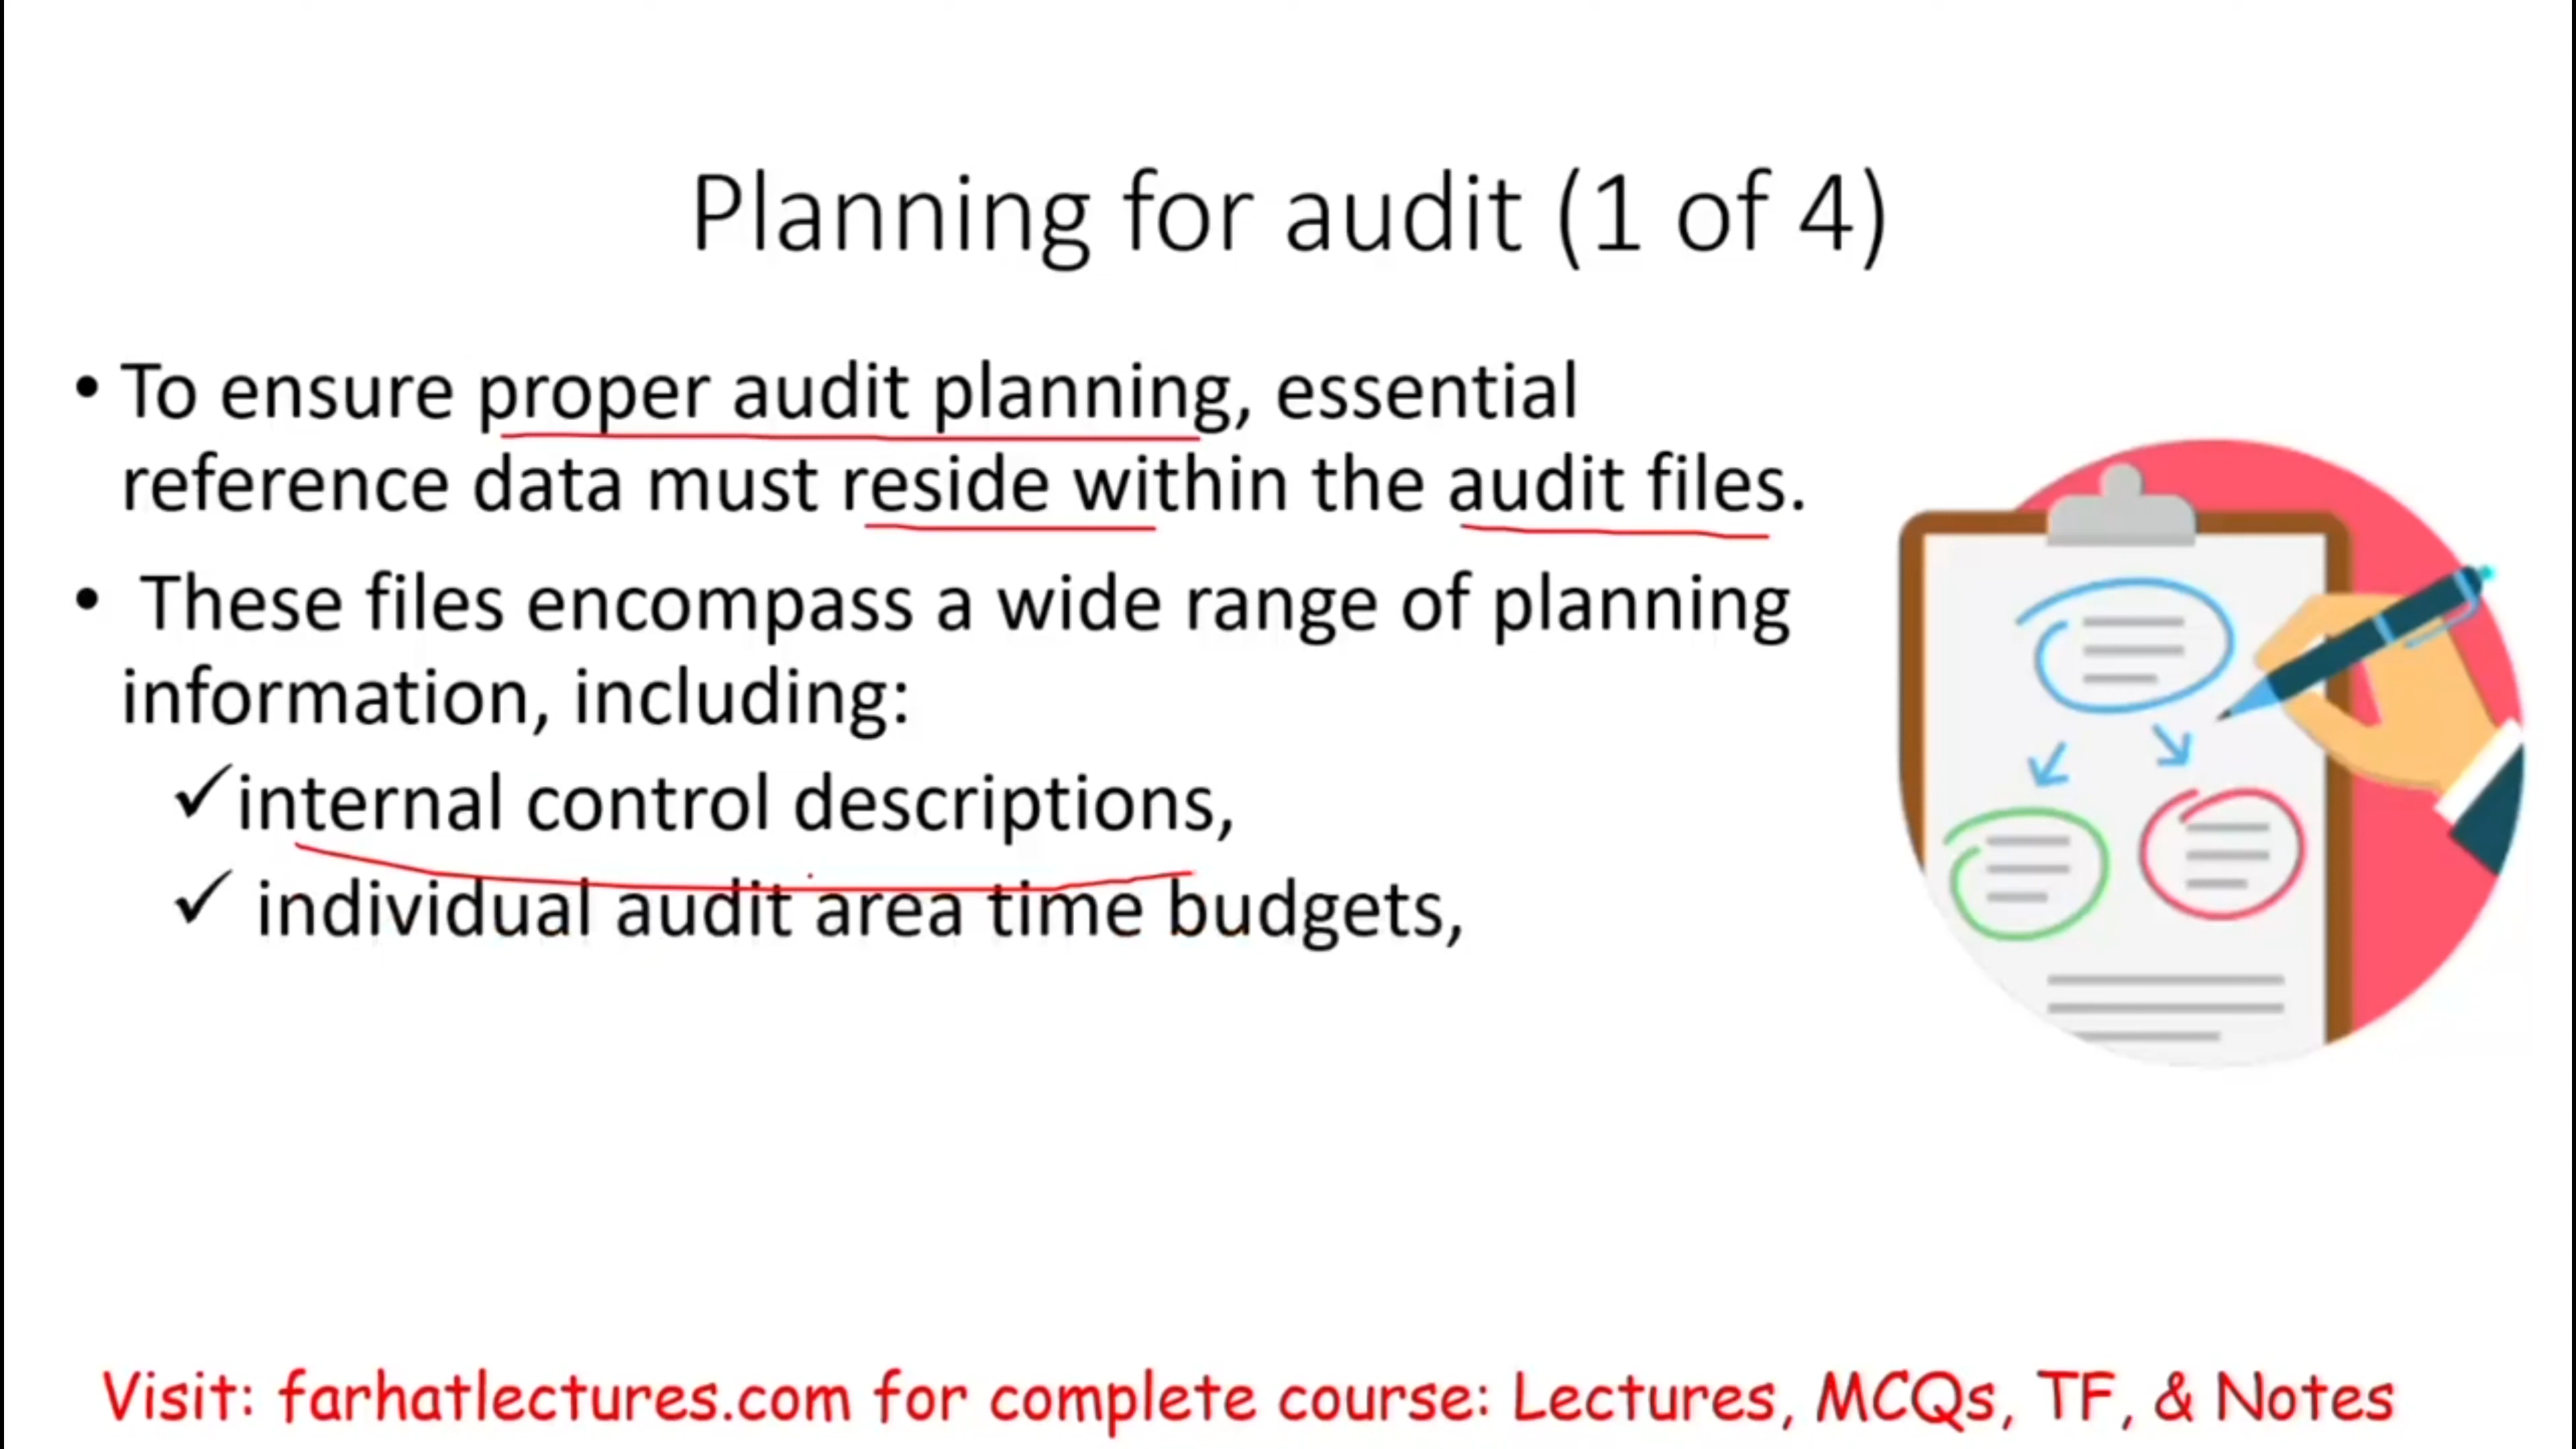 Planning for audit (1 of 4)
• To ensure proper audit planning, essential
reference data must reside within the audit files.
• These files encompass a wide range of planning
information, including:
✓internal control descriptions,
✓ individual audit area time budgets,
Visit: farhatlectures.com for complete course: Lectures, MCQs, TF, & Notes